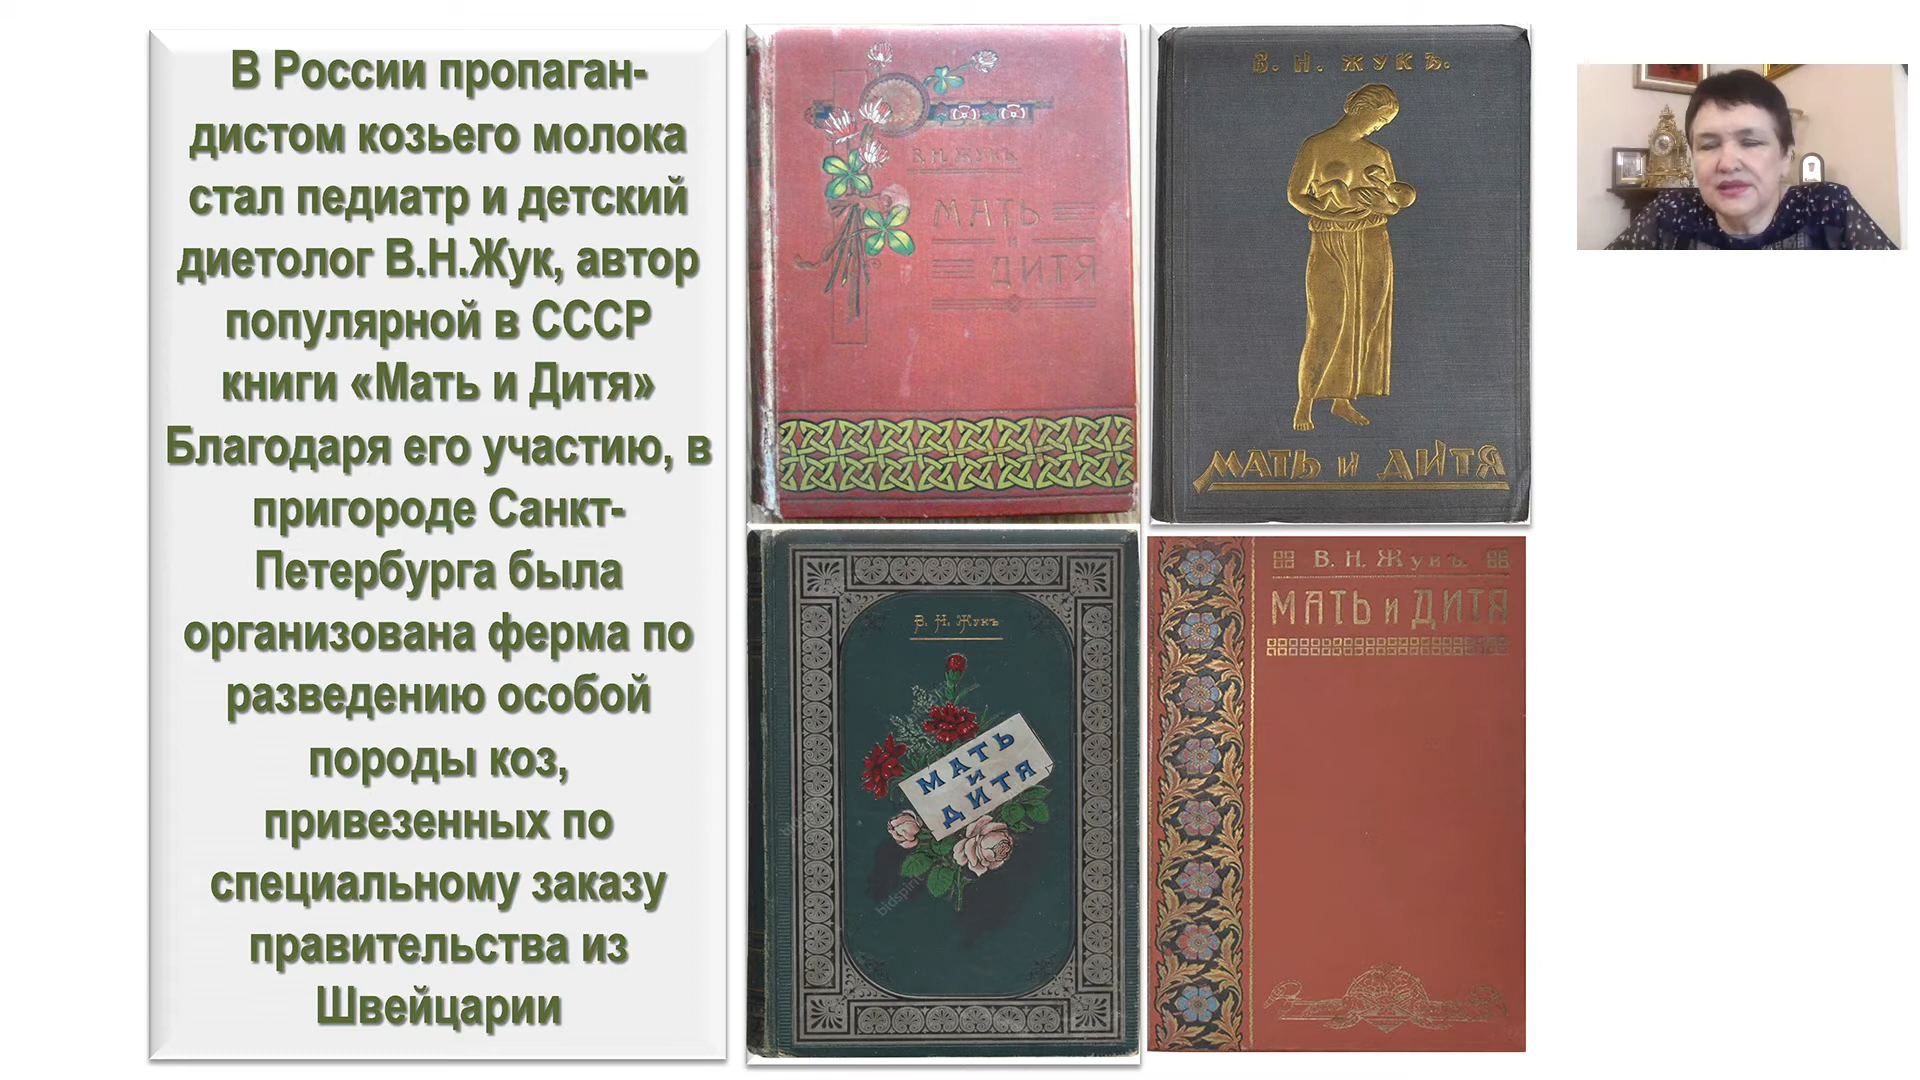 В России пропаган-
дистом козьего молока
стал педиатр и детский
диетолог В.Н.Жук, автор
популярной в СССР
книги «Мать и Дитя»
Благодаря его участию, в
пригороде Санкт-
Петербурга была
организована ферма по
разведению особой
породы коз,
привезенных по
специальному заказу
правительства из
Швейцарии
В. Н. ЖУКЪ.
МАТЬ
И
ДИТЯ
В. Н. ЖУКЪ.
МАТЬ и ДИТЯ
В. Н. Жукъ
МАТЬ
И
ДИТЯ
В. Н. Жукъ.
МАТЬ и ДИТЯ